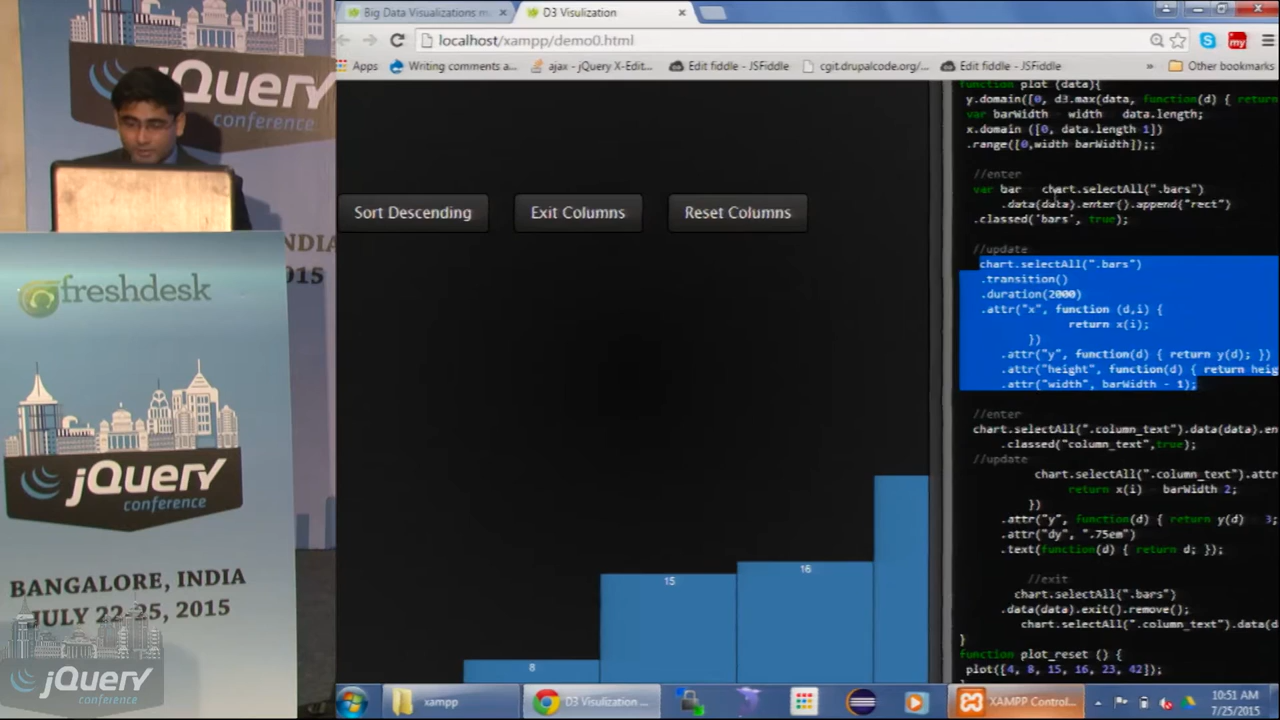 jQuery
conference
NDIA
015
freshdesk
jQuery
conference
BANGALORE, INDIA
JULY 22-25, 2015
jQuery
conference
Big Data Visualizations m
D3 Visulization
localhost/xampp/demo0.html
Apps
Writing comments a...
ajax - jQuery X-Edit...
Edit fiddle - JSFiddle
cgit.drupalcode.org/...
Edit fiddle - JSFiddle
Other bookmarks
Sort Descending
Exit Columns
Reset Columns
8
15
16
function plot (data){
y.domain([0, d3.max(data, function(d) { return
var barWidth width data.length;
x.domain ([0, data.length 1])
.range([0,width barWidth]);;
//enter
var bar chart.selectAll(".bars")
.data(data).enter().append("rect")
.classed('bars', true);
//update
chart.selectAll(".bars")
.transition()
.duration(2000)
.attr("x", function (d,i) {
return x(i);
})
.attr("y", function(d) { return y(d); })
.attr("height", function(d) { return heig
.attr("width", barWidth - 1);
//enter
chart.selectAll(".column_text").data(data).en
.classed("column_text",true);
//update
chart.selectAll(".column_text").attr
return x(i) barWidth 2;
})
.attr("y", function(d) { return y(d) 3;
.attr("dy", ".75em")
.text(function(d) { return d; });
//exit
chart.selectAll(".bars")
.data(data).exit().remove();
chart.selectAll(".column_text").data(d
}
function plot_reset () {
plot([4, 8, 15, 16, 23, 42]);
xampp
D3 Visulization ...
XAMPP Control...
10:51 AM
7/25/2015